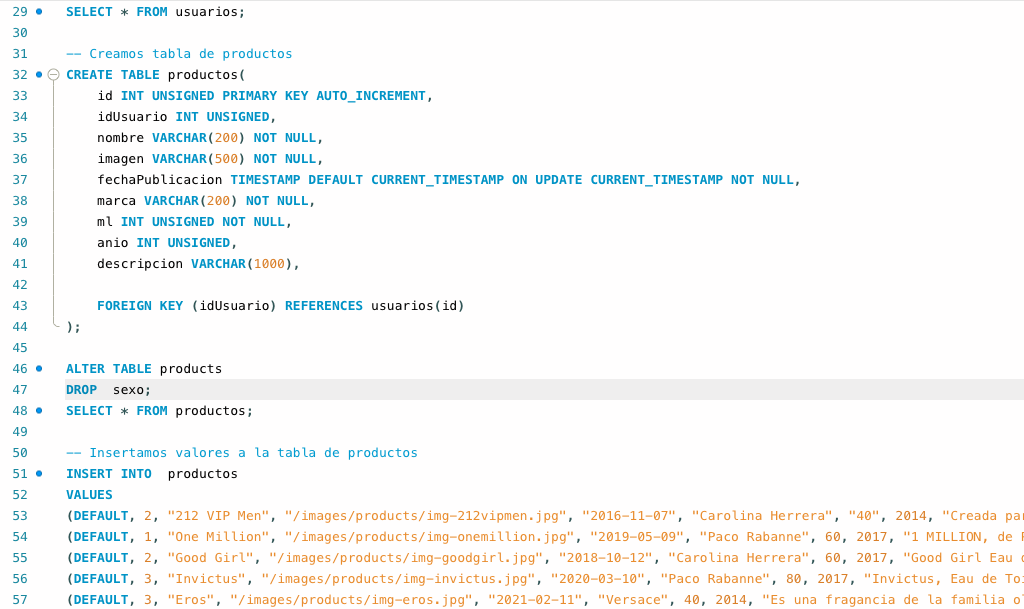 29 SELECT * FROM usuarios;
30
31 -- Creamos tabla de productos
32 CREATE TABLE productos(
33 id INT UNSIGNED PRIMARY KEY AUTO_INCREMENT,
34 idUsuario INT UNSIGNED,
35 nombre VARCHAR(200) NOT NULL,
36 imagen VARCHAR(500) NOT NULL,
37 fechaPublicacion TIMESTAMP DEFAULT CURRENT_TIMESTAMP ON UPDATE CURRENT_TIMESTAMP NOT NULL,
38 marca VARCHAR(200) NOT NULL,
39 ml INT UNSIGNED NOT NULL,
40 anio INT UNSIGNED,
41 descripcion VARCHAR(1000),
42
43 FOREIGN KEY (idUsuario) REFERENCES usuarios(id)
44 );
45
46 ALTER TABLE products
47 DROP  sexo;
48 SELECT * FROM productos;
49
50 -- Insertamos valores a la tabla de productos
51 INSERT INTO  productos
52 VALUES
53 (DEFAULT, 2, "212 VIP Men", "/images/products/img-212vipmen.jpg", "2016-11-07", "Carolina Herrera", "40", 2014, "Creada par
54 (DEFAULT, 1, "One Million", "/images/products/img-onemillion.jpg", "2019-05-09", "Paco Rabanne", 60, 2017, "1 MILLION, de
55 (DEFAULT, 2, "Good Girl", "/images/products/img-goodgirl.jpg", "2018-10-12", "Carolina Herrera", 60, 2017, "Good Girl Eau
56 (DEFAULT, 3, "Invictus", "/images/products/img-invictus.jpg", "2020-03-10", "Paco Rabanne", 80, 2017, "Invictus, Eau de Toi
57 (DEFAULT, 3, "Eros", "/images/products/img-eros.jpg", "2021-02-11", "Versace", 40, 2014, "Es una fragancia de la familia